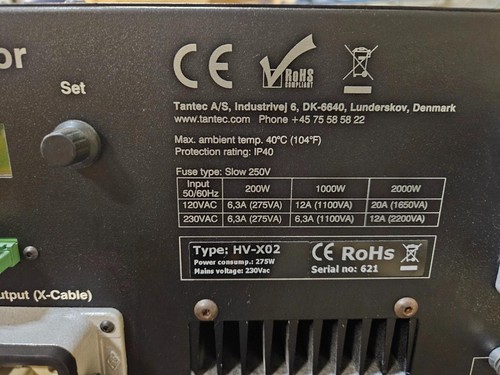 or
Set
CE
RoHS
COMPLIANT
Tantec A/S, Industrivej 6, DK-6640, Lunderskov, Denmark
www.tantec.com Phone +45 75 58 58 22
Max. ambient temp. 40°C (104°F)
Protection rating: IP40
Fuse type: Slow 250V
Input 50/60Hz 200W 1000W 2000W
120VAC 6,3A (275VA) 12A (1100VA) 20A (1650VA)
230VAC 6,3A (275VA) 6,3A (1100VA) 12A (2200VA)
Type: HV-X02
Power consump.: 275W
Mains voltage: 230Vac
CE RoHs
Serial no: 621
utput (X-Cable)